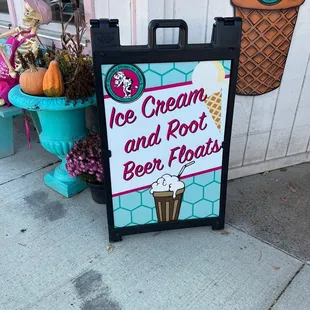 Ice Cream
and Root
Beer Floats